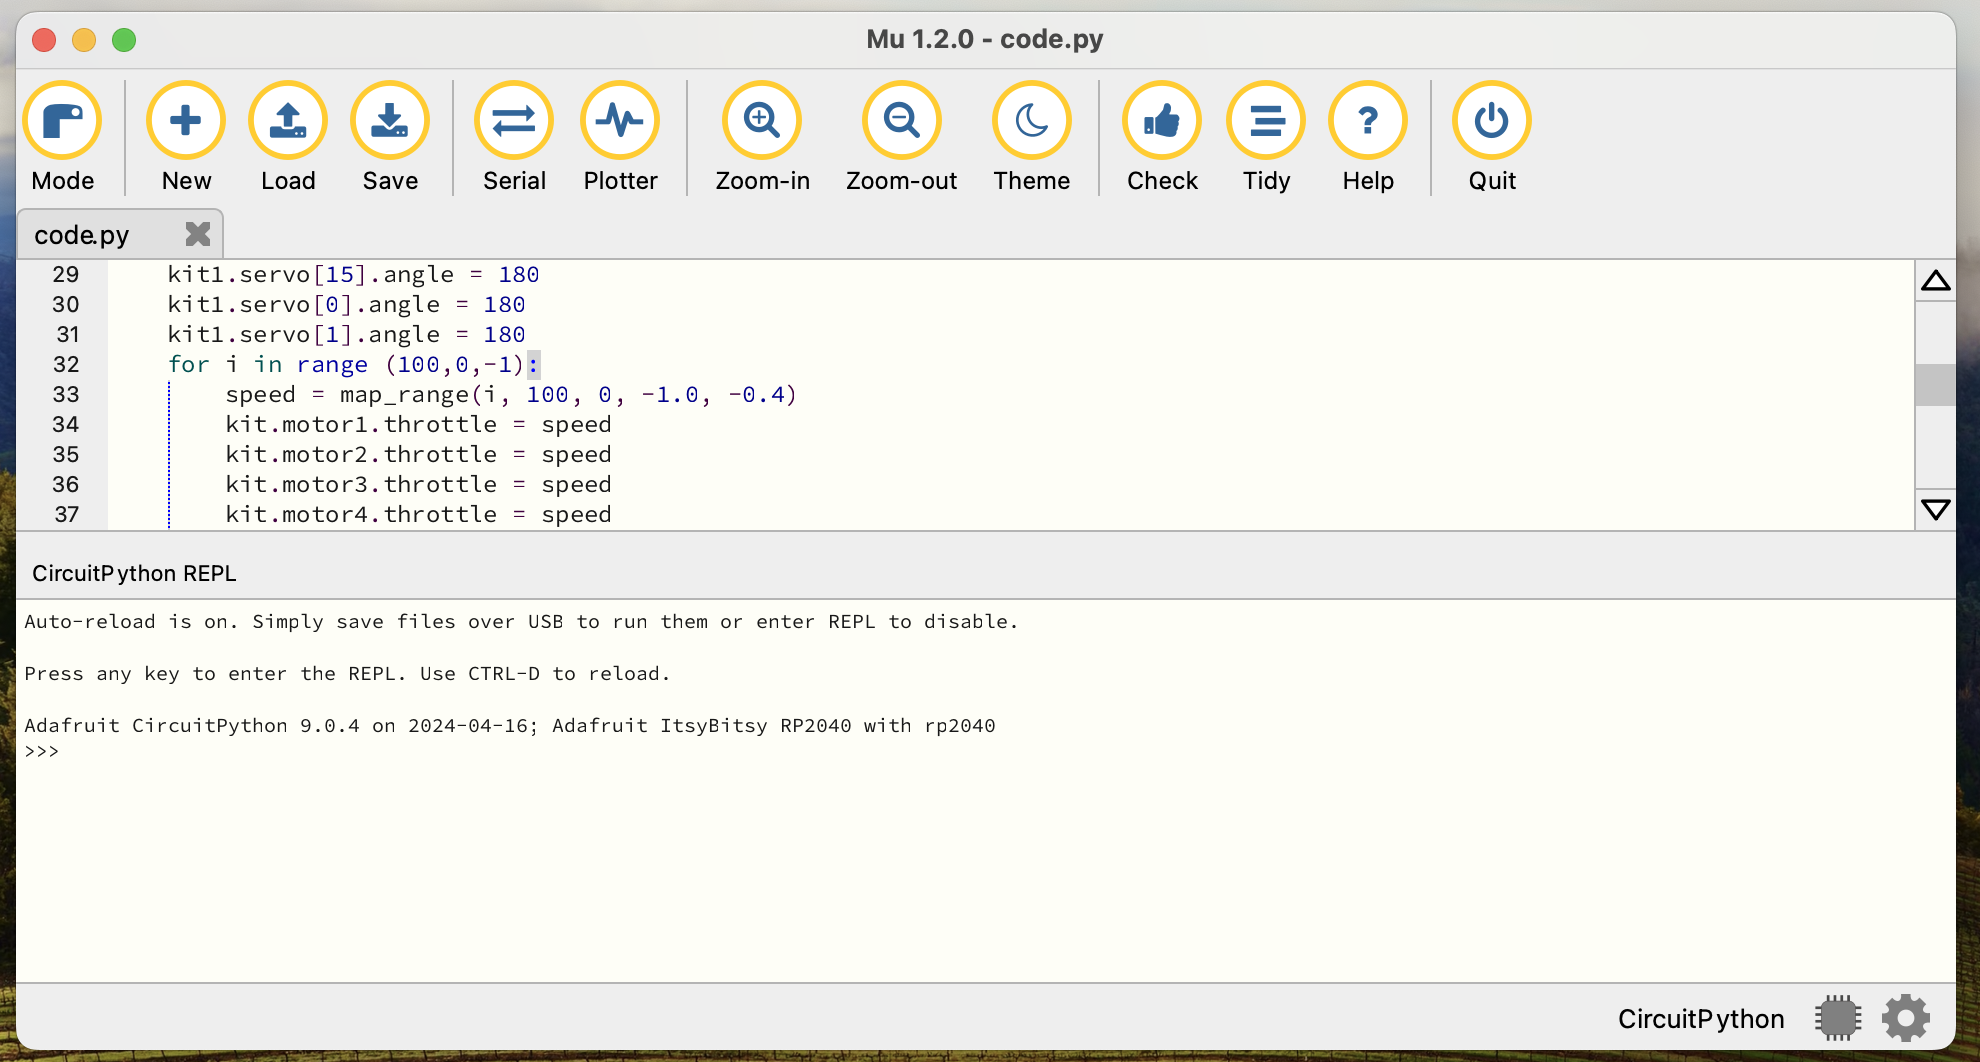 Mu 1.2.0 - code.py
Mode New Load Save Serial Plotter Zoom-in Zoom-out Theme Check Tidy Help Quit
code.py
29 kit1.servo[15].angle = 180
30 kit1.servo[0].angle = 180
31 kit1.servo[1].angle = 180
32 for i in range (100,0,-1):
33 speed = map_range(i, 100, 0, -1.0, -0.4)
34 kit.motor1.throttle = speed
35 kit.motor2.throttle = speed
36 kit.motor3.throttle = speed
37 kit.motor4.throttle = speed
CircuitPython REPL
Auto-reload is on. Simply save files over USB to run them or enter REPL to disable.
Press any key to enter the REPL. Use CTRL-D to reload.
Adafruit CircuitPython 9.0.4 on 2024-04-16; Adafruit ItsyBitsy RP2040 with rp2040
>>>
CircuitPython